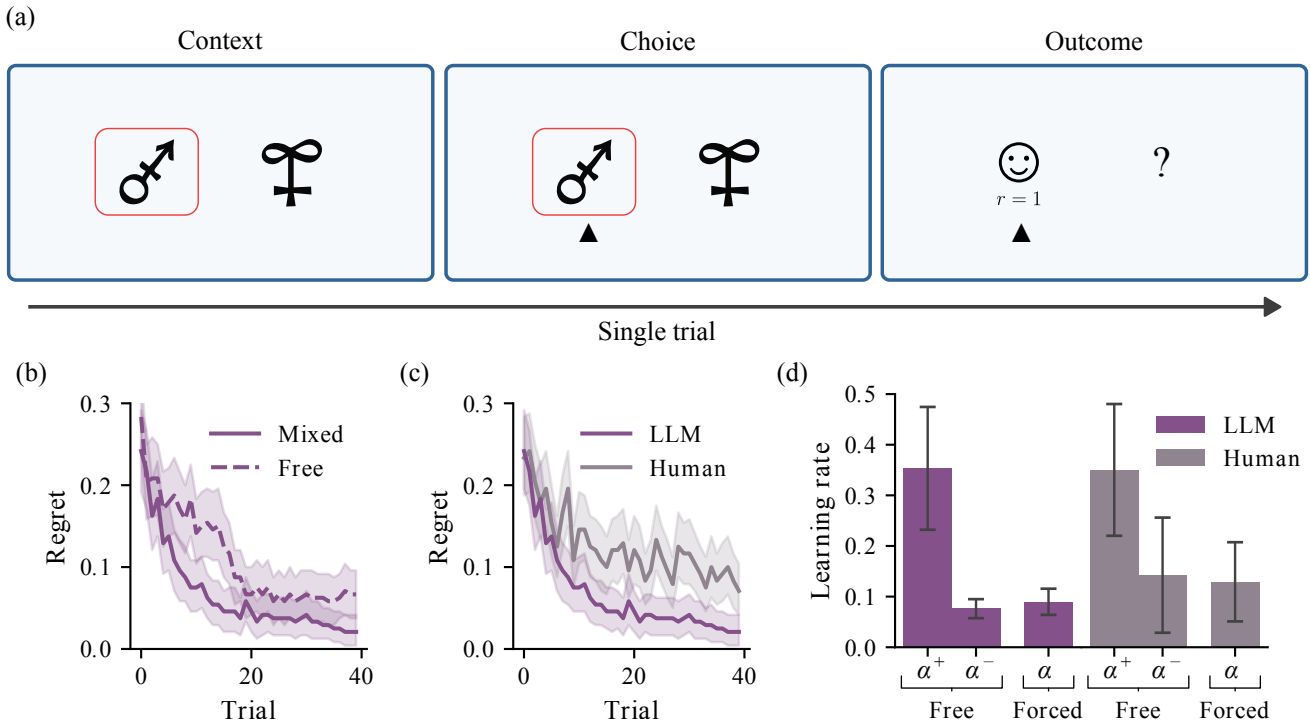 (a)
Context
Choice
Outcome
?
r = 1
Single trial
(b)
(c)
(d)
0.3
0.2
0.1
0.0
Regret
0
20
40
Trial
Mixed
Free
0.3
0.2
0.1
0.0
Regret
0
20
40
Trial
LLM
Human
0.5
0.4
0.3
0.2
0.1
0.0
Learning rate
LLM
Human
α⁺ α⁻ α α⁺ α⁻ α
Free Forced Free Forced